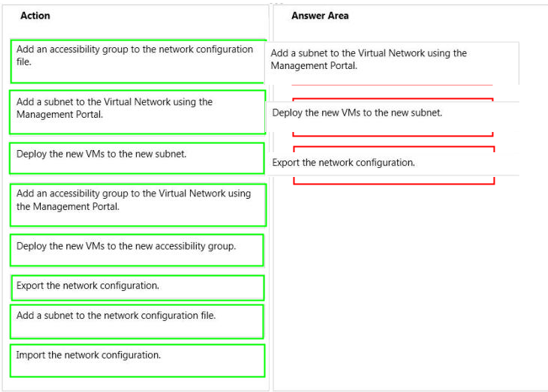 Action
Add an accessibility group to the network configuration
file.
Add a subnet to the Virtual Network using the
Management Portal.
Deploy the new VMs to the new subnet.
Add an accessibility group to the Virtual Network using
the Management Portal.
Deploy the new VMs to the new accessibility group.
Export the network configuration.
Add a subnet to the network configuration file.
Import the network configuration.
Answer Area
Add a subnet to the Virtual Network using the
Management Portal.
Deploy the new VMs to the new subnet.
Export the network configuration.